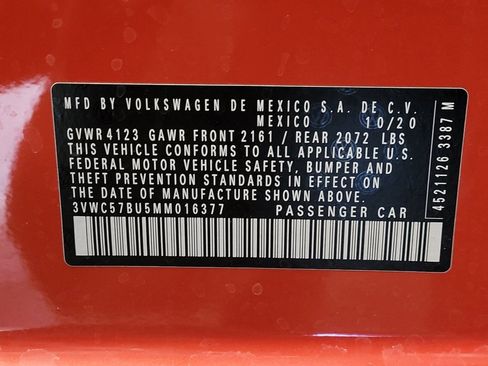 MFD BY VOLKSWAGEN DE MEXICO S.A. DE C.V.
MEXICO 10/20
GVWR 4123 GAWR FRONT 2161 / REAR 2072 LBS
THIS VEHICLE CONFORMS TO ALL APPLICABLE U.S.
FEDERAL MOTOR VEHICLE SAFETY, BUMPER AND
THEFT PREVENTION STANDARDS IN EFFECT ON
THE DATE OF MANUFACTURE SHOWN ABOVE.
3VWC57BU5MM016377 PASSENGER CAR
4521126 3387 M